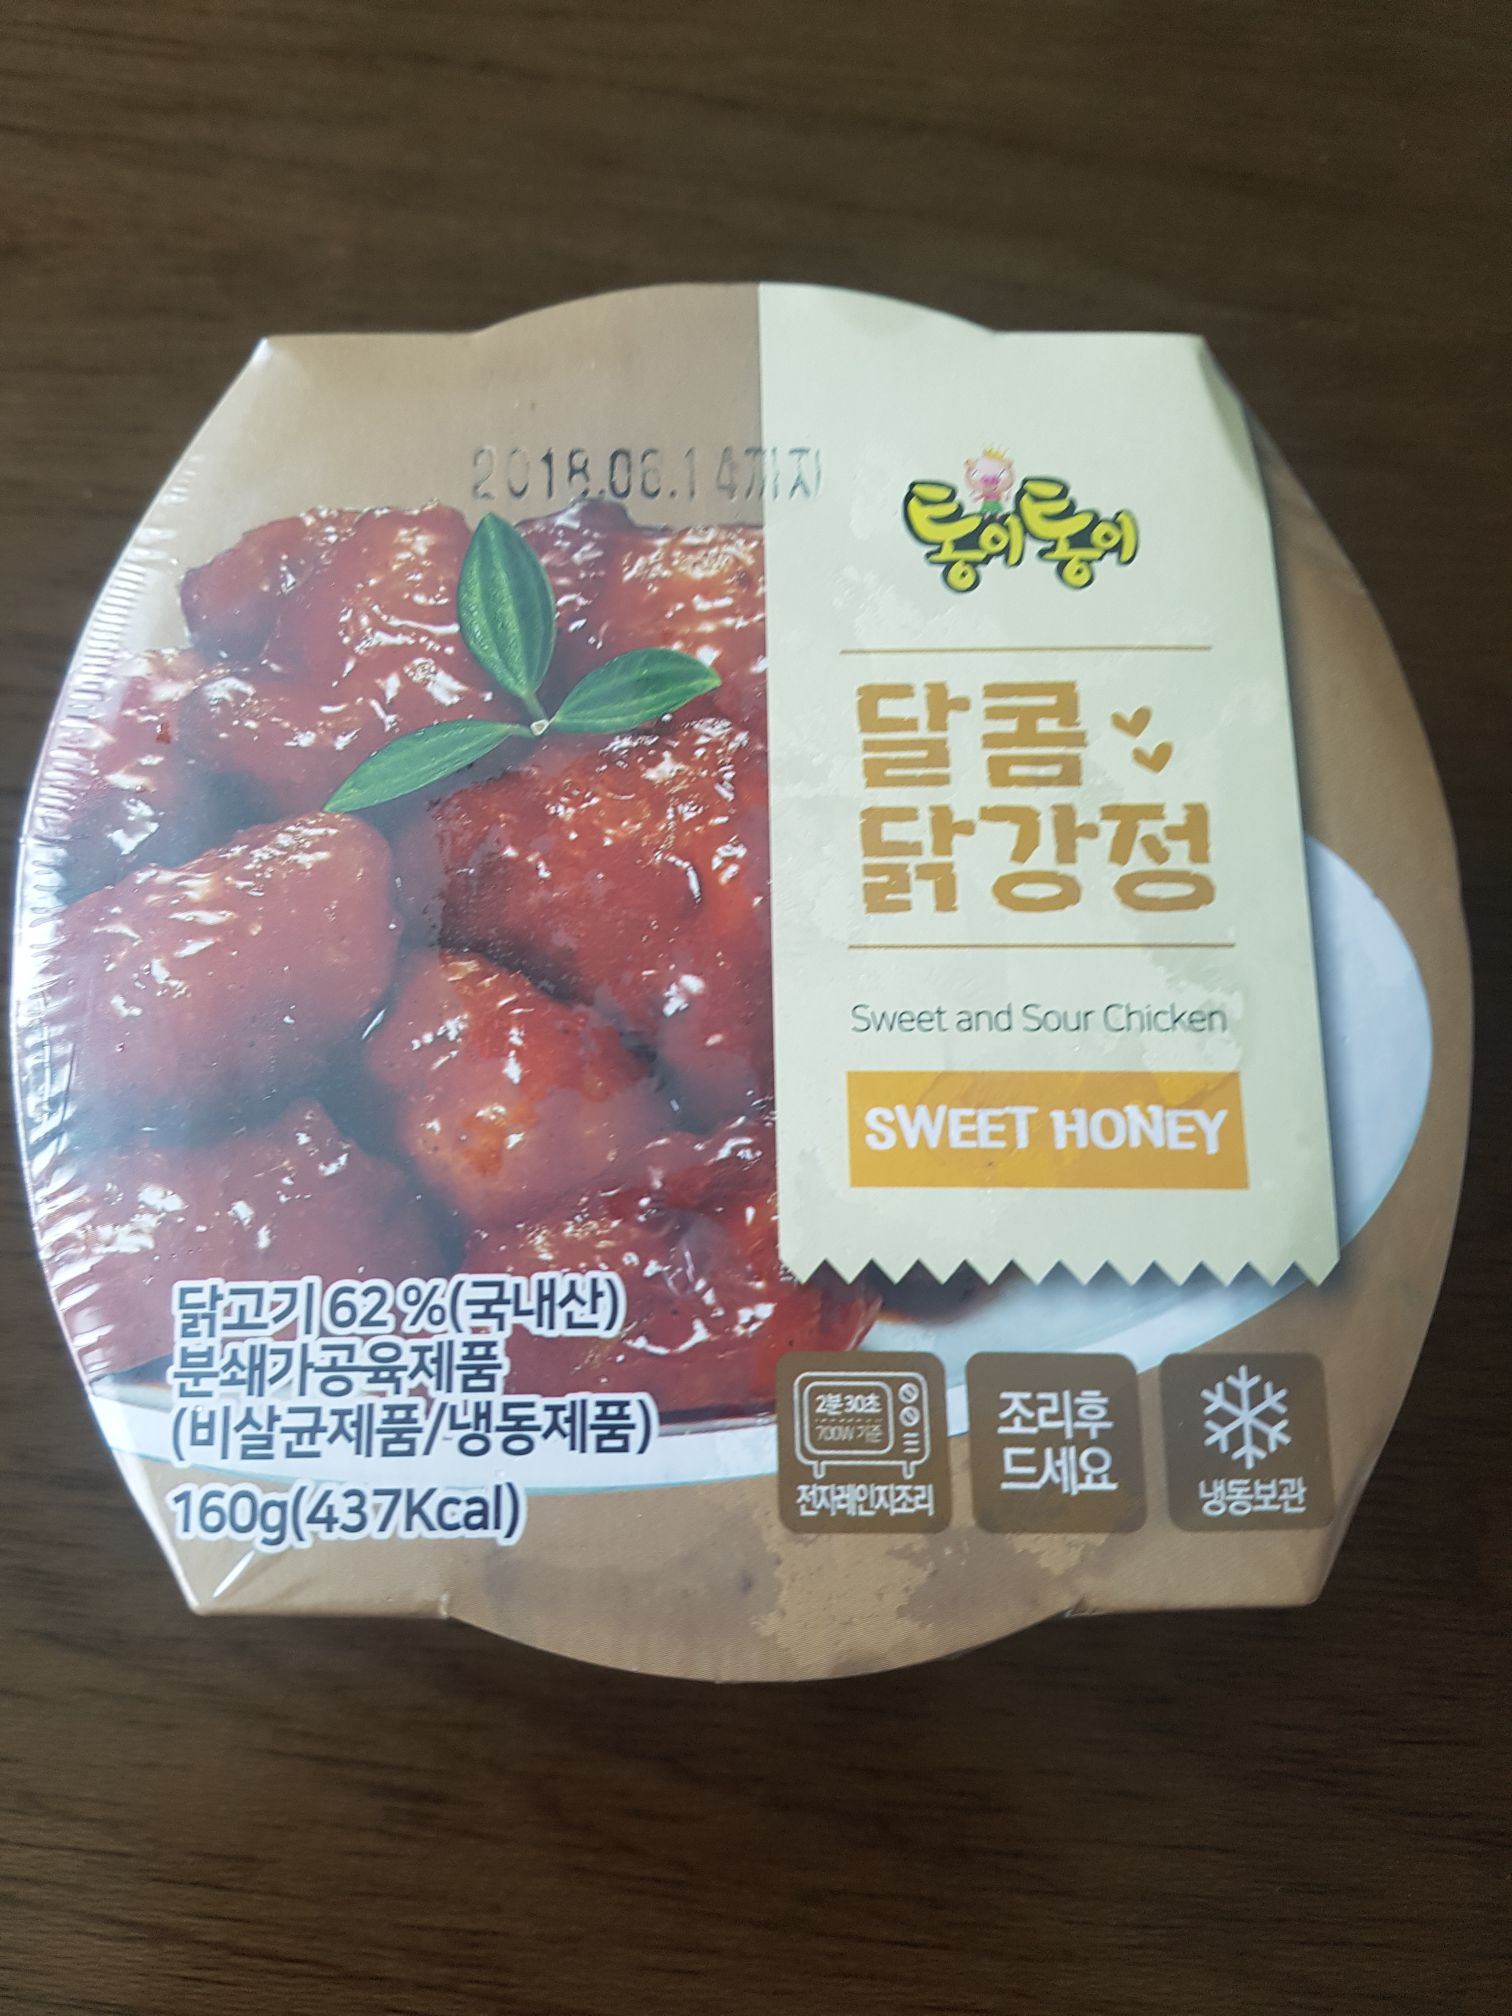 2018.06.14까지
통이통이
달콤
닭강정
Sweet and Sour Chicken
SWEET HONEY
닭고기 62 %(국내산)
분쇄가공육제품
(비살균제품/냉동제품)
160g(437Kcal)
2분 30초
700W 기준
전자레인지조리
조리후
드세요
냉동보관